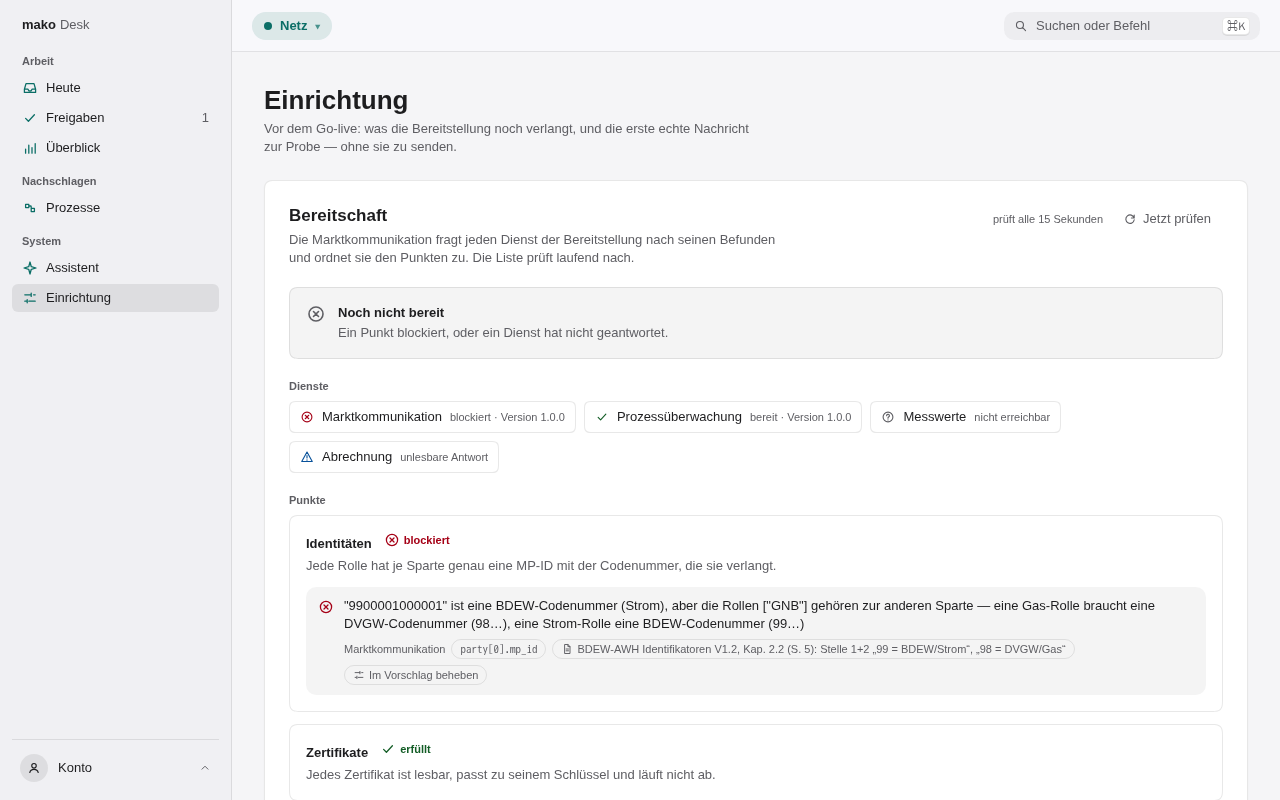 mako Desk
Netz
Suchen oder Befehl
⌘K
Arbeit
Heute
Freigaben 1
Überblick
Nachschlagen
Prozesse
System
Assistent
Einrichtung
Konto
Einrichtung
Vor dem Go-live: was die Bereitstellung noch verlangt, und die erste echte Nachricht
zur Probe — ohne sie zu senden.
Bereitschaft
prüft alle 15 Sekunden
Jetzt prüfen
Die Marktkommunikation fragt jeden Dienst der Bereitstellung nach seinen Befunden
und ordnet sie den Punkten zu. Die Liste prüft laufend nach.
Noch nicht bereit
Ein Punkt blockiert, oder ein Dienst hat nicht geantwortet.
Dienste
Marktkommunikation blockiert · Version 1.0.0
Prozessüberwachung bereit · Version 1.0.0
Messwerte nicht erreichbar
Abrechnung unlesbare Antwort
Punkte
Identitäten blockiert
Jede Rolle hat je Sparte genau eine MP-ID mit der Codenummer, die sie verlangt.
"9900001000001" ist eine BDEW-Codenummer (Strom), aber die Rollen ["GNB"] gehören zur anderen Sparte — eine Gas-Rolle braucht eine
DVGW-Codenummer (98…), eine Strom-Rolle eine BDEW-Codenummer (99…)
Marktkommunikation party[0].mp_id BDEW-AWH Identifikatoren V1.2, Kap. 2.2 (S. 5): Stelle 1+2 „99 = BDEW/Strom“, „98 = DVGW/Gas“
Im Vorschlag beheben
Zertifikate erfüllt
Jedes Zertifikat ist lesbar, passt zu seinem Schlüssel und läuft nicht ab.